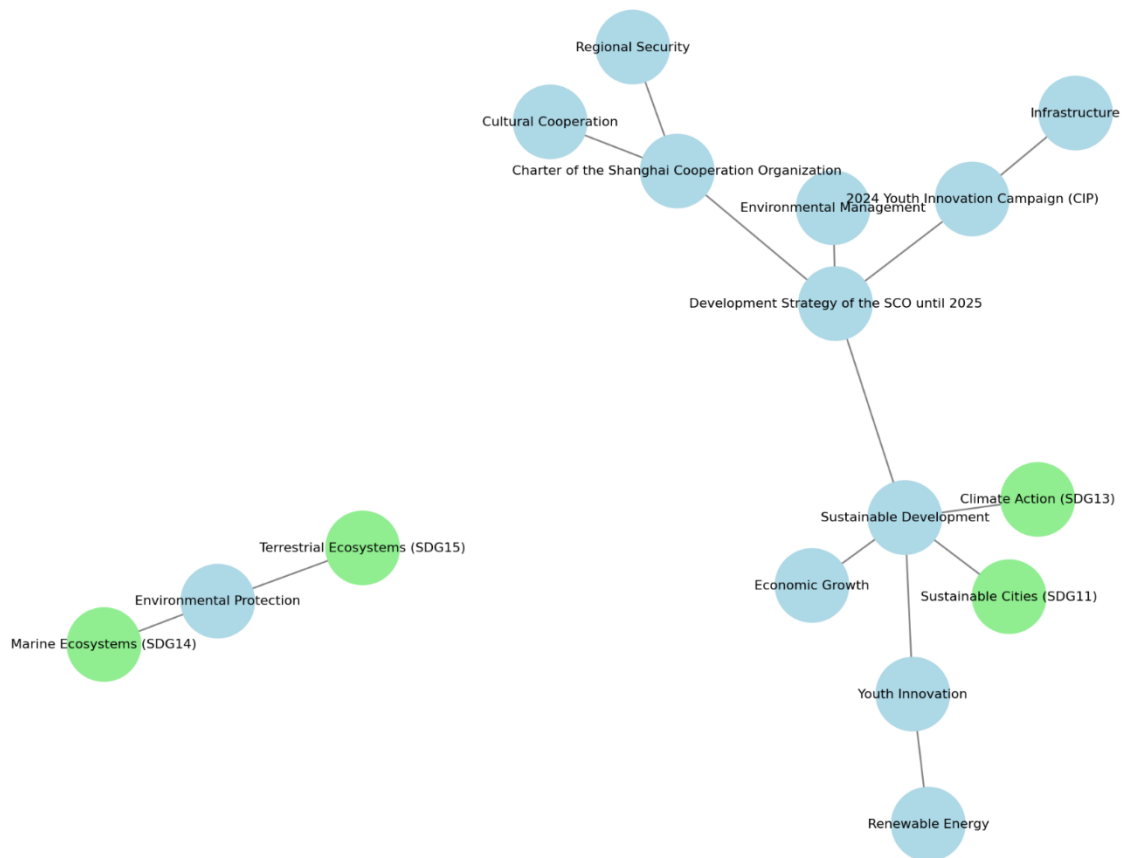 Regional Security
Infrastructure
Cultural Cooperation
Charter of the Shanghai Cooperation Organization
2024 Youth Innovation Campaign (CIP)
Environmental Management
Development Strategy of the SCO until 2025
Climate Action (SDG13)
Sustainable Development
Terrestrial Ecosystems (SDG15)
Economic Growth
Sustainable Cities (SDG11)
Environmental Protection
Marine Ecosystems (SDG14)
Youth Innovation
Renewable Energy